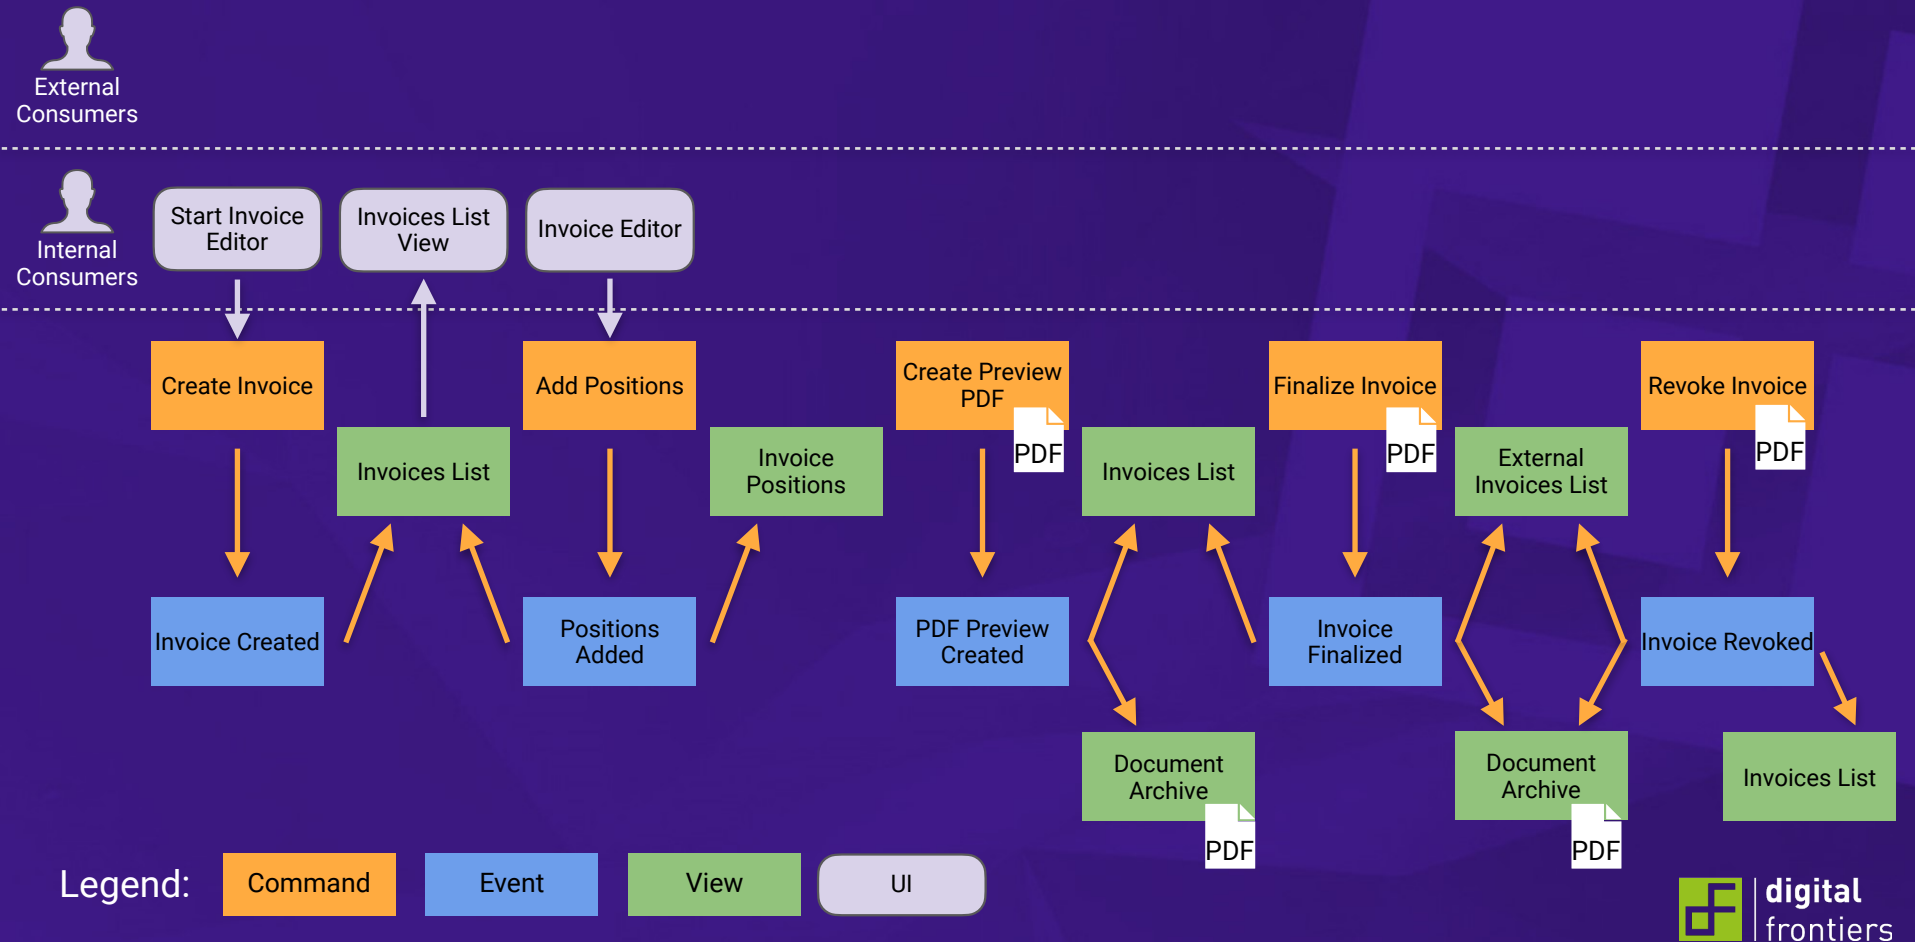 External
Consumers
Internal
Consumers
Start Invoice
Editor
Invoices List
View
Invoice Editor
Create Invoice
Add Positions
Create Preview
PDF
PDF
Finalize Invoice
PDF
Revoke Invoice
PDF
Invoices List
Invoice
Positions
Invoices List
External
Invoices List
Invoice Created
Positions
Added
PDF Preview
Created
Invoice
Finalized
Invoice Revoked
Document
Archive
PDF
Document
Archive
PDF
Invoices List
Legend:
Command
Event
View
UI
digital
frontiers